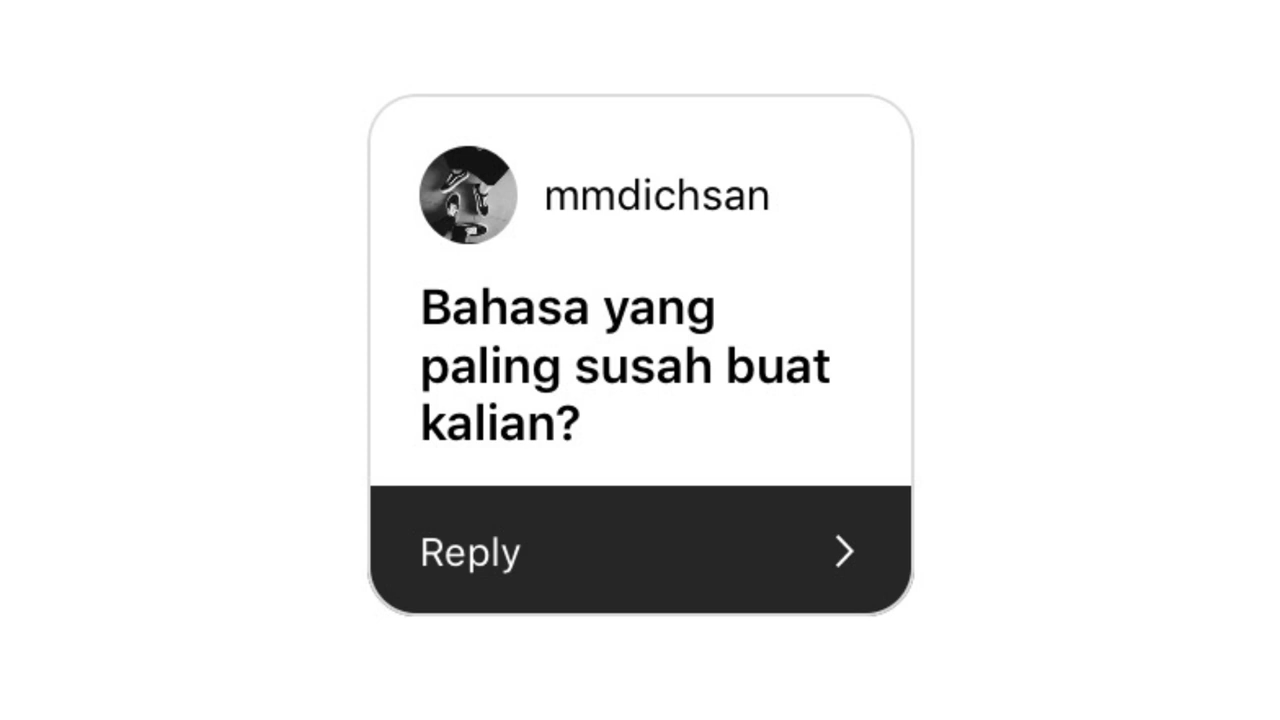 mmdichsan
Bahasa yang
paling susah buat
kalian?
Reply